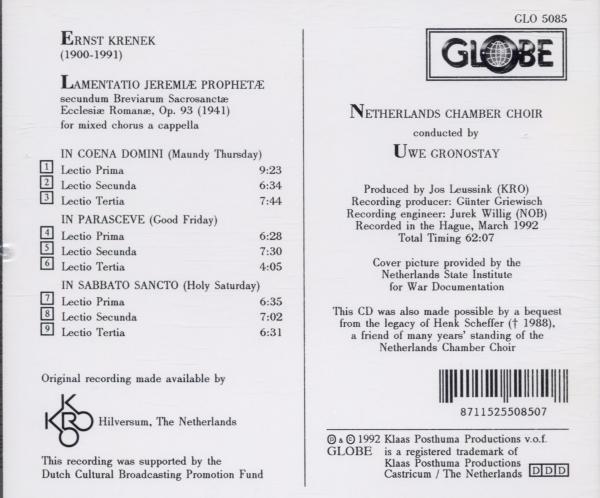 ERNST KRENEK
(1900-1991)
LAMENTATIO JEREMIÆ PROPHETÆ
secundum Breviarum Sacrosanctæ
Ecclesiæ Romanæ, Op. 93 (1941)
for mixed chorus a cappella
IN COENA DOMINI (Maundy Thursday)
1 Lectio Prima 9:23
2 Lectio Secunda 6:34
3 Lectio Tertia 7:44
IN PARASCEVE (Good Friday)
4 Lectio Prima 6:28
5 Lectio Secunda 7:30
6 Lectio Tertia 4:05
IN SABBATO SANCTO (Holy Saturday)
7 Lectio Prima 6:35
8 Lectio Secunda 7:02
9 Lectio Tertia 6:31
Original recording made available by
KRO
Hilversum, The Netherlands
This recording was supported by the
Dutch Cultural Broadcasting Promotion Fund
GLO 5085
GLOBE
NETHERLANDS CHAMBER CHOIR
conducted by
UWE GRONOSTAY
Produced by Jos Leussink (KRO)
Recording producer: Günter Griewisch
Recording engineer: Jurek Willig (NOB)
Recorded in the Hague, March 1992
Total Timing 62:07
Cover picture provided by the
Netherlands State Institute
for War Documentation
This CD was also made possible by a bequest
from the legacy of Henk Scheffer († 1988),
a friend of many years' standing of the
Netherlands Chamber Choir
8711525508507
℗ & © 1992 Klaas Posthuma Productions v.o.f.
GLOBE is a registered trademark of
Klaas Posthuma Productions
Castricum / The Netherlands DDD